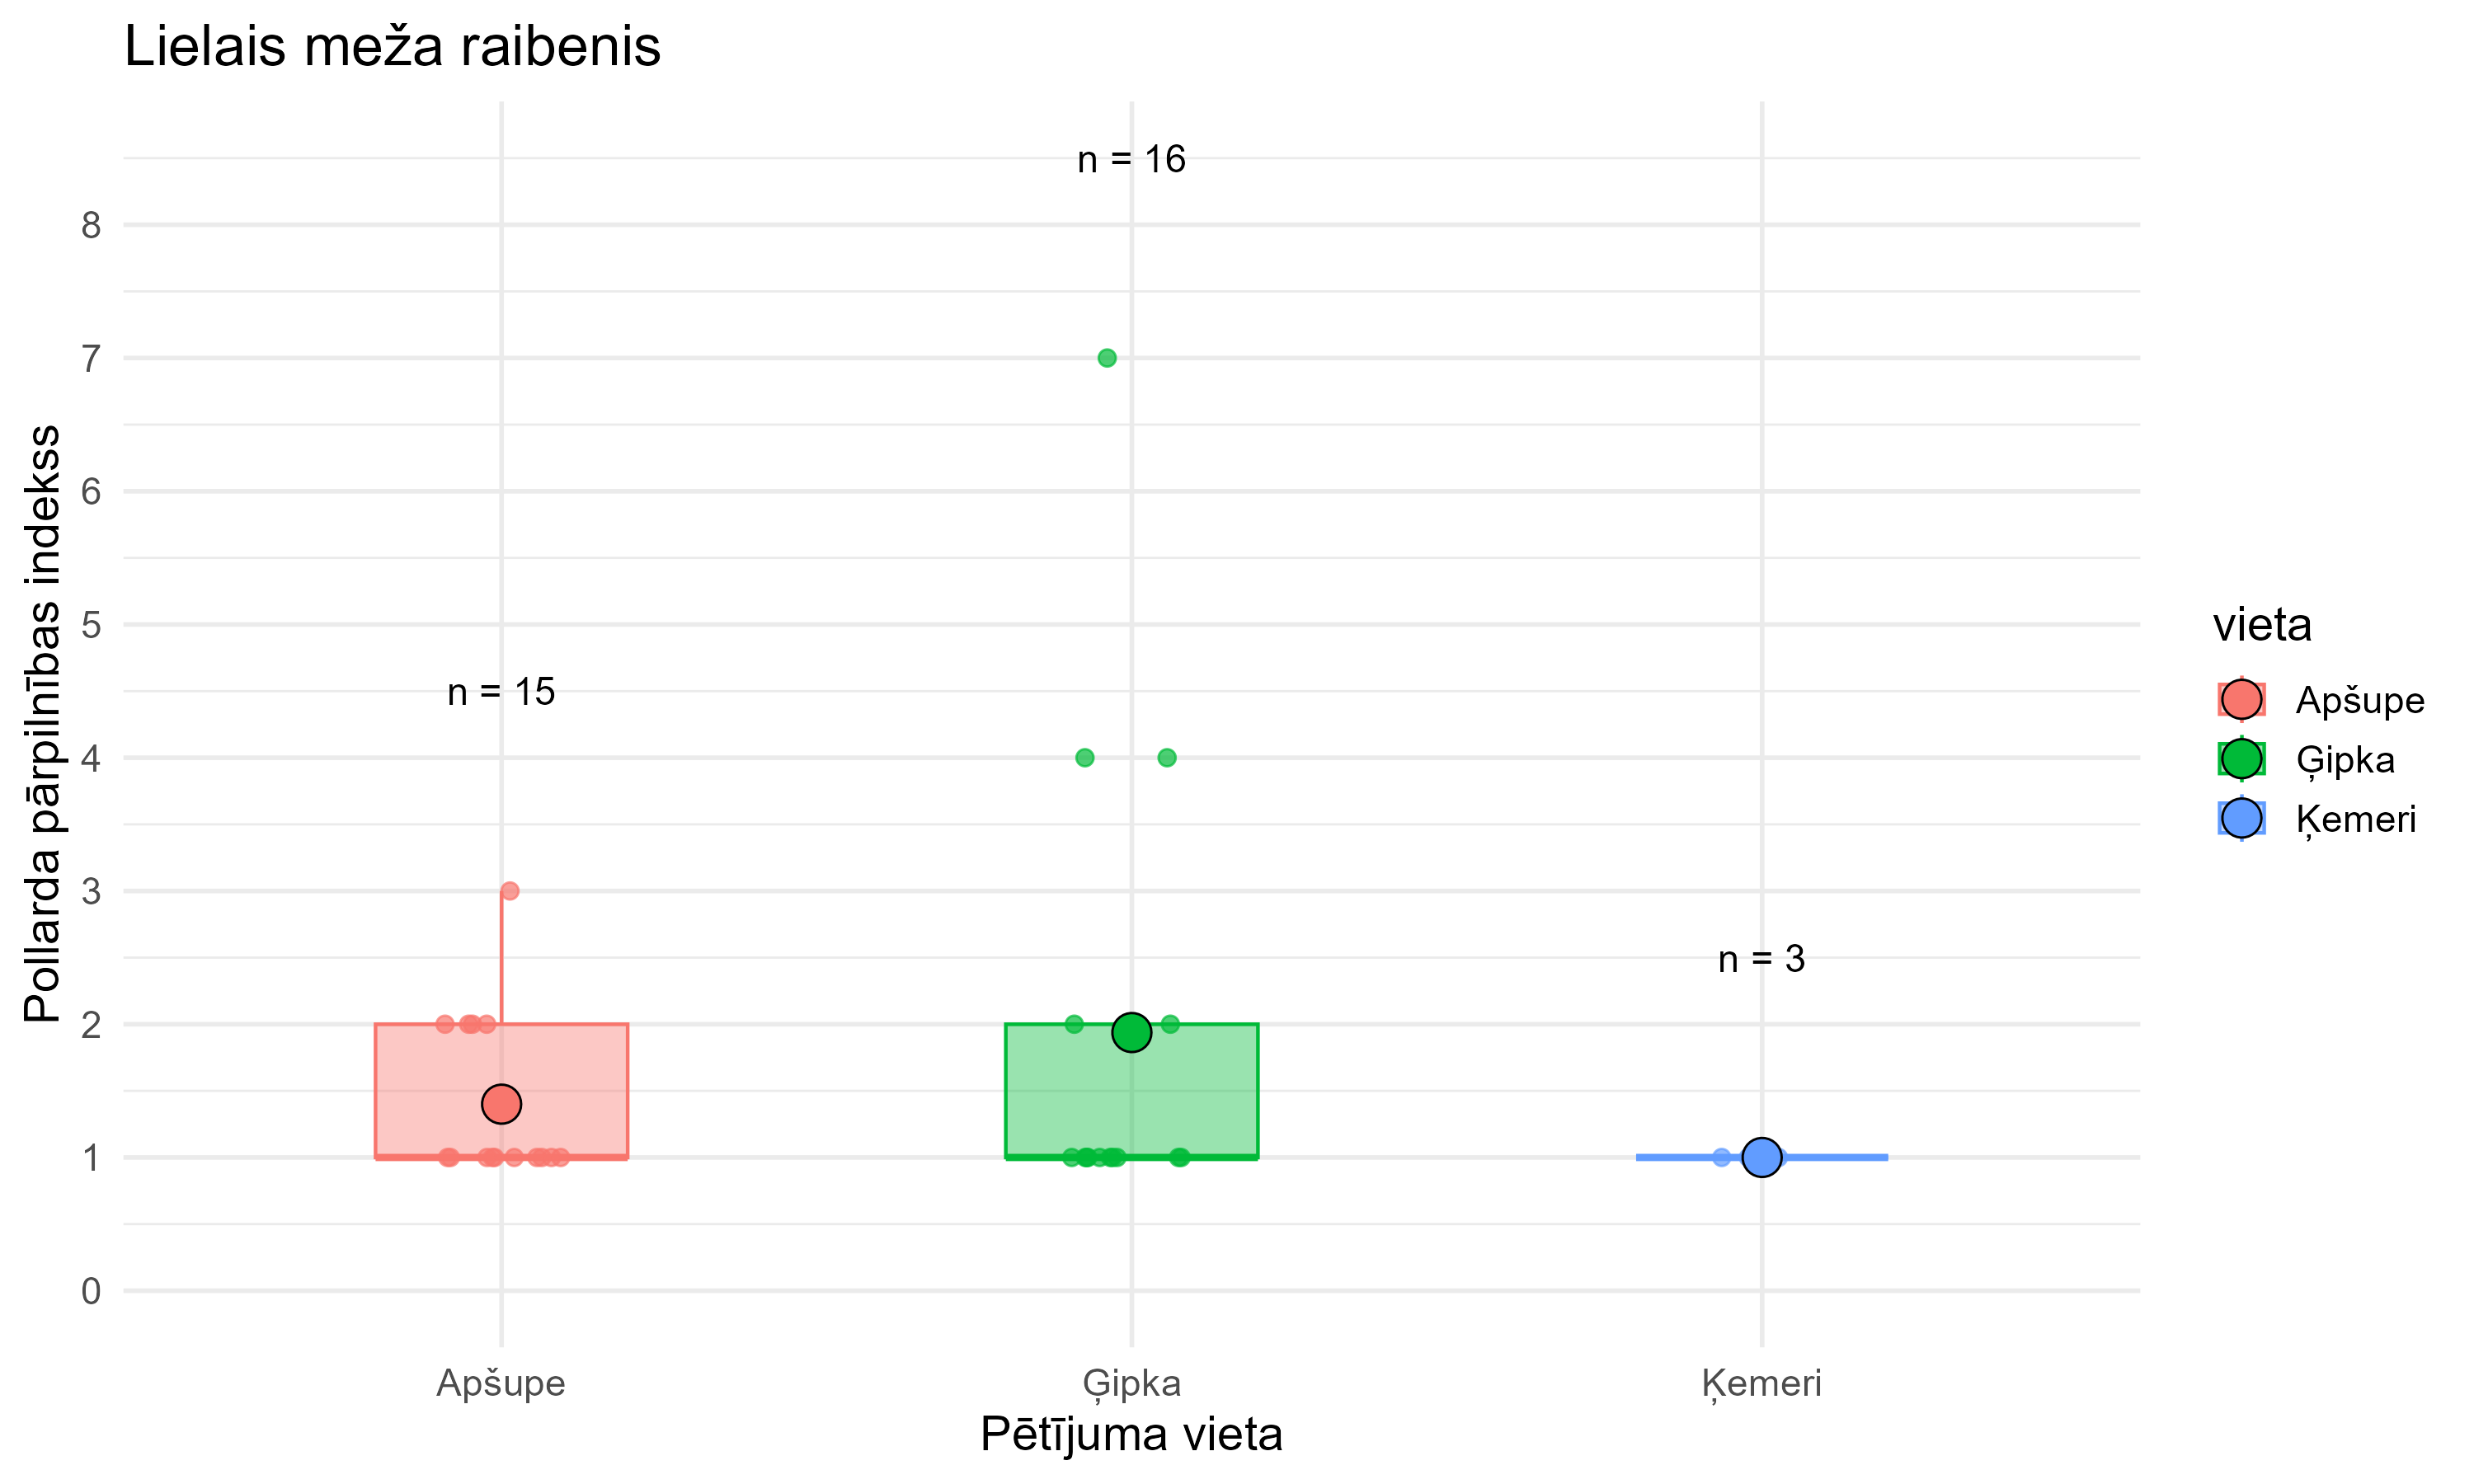 Lielais meža raibenis
Pollarda pārpilnības indekss
8
7
6
5
4
3
2
1
0
n = 15
n = 16
n = 3
Apšupe
Ģipka
Ķemeri
Pētījuma vieta
vieta
Apšupe
Ģipka
Ķemeri